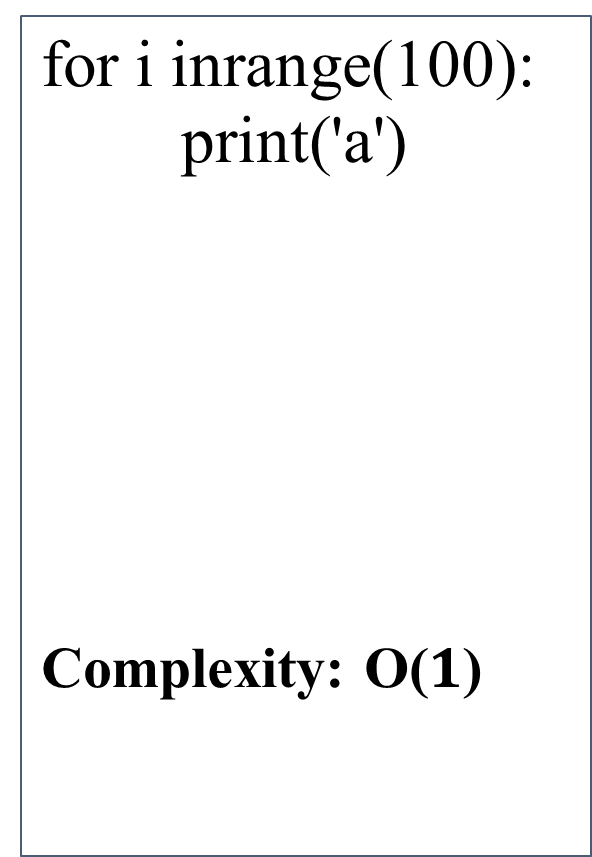 for i inrange(100):
print('a')
Complexity: O(1)